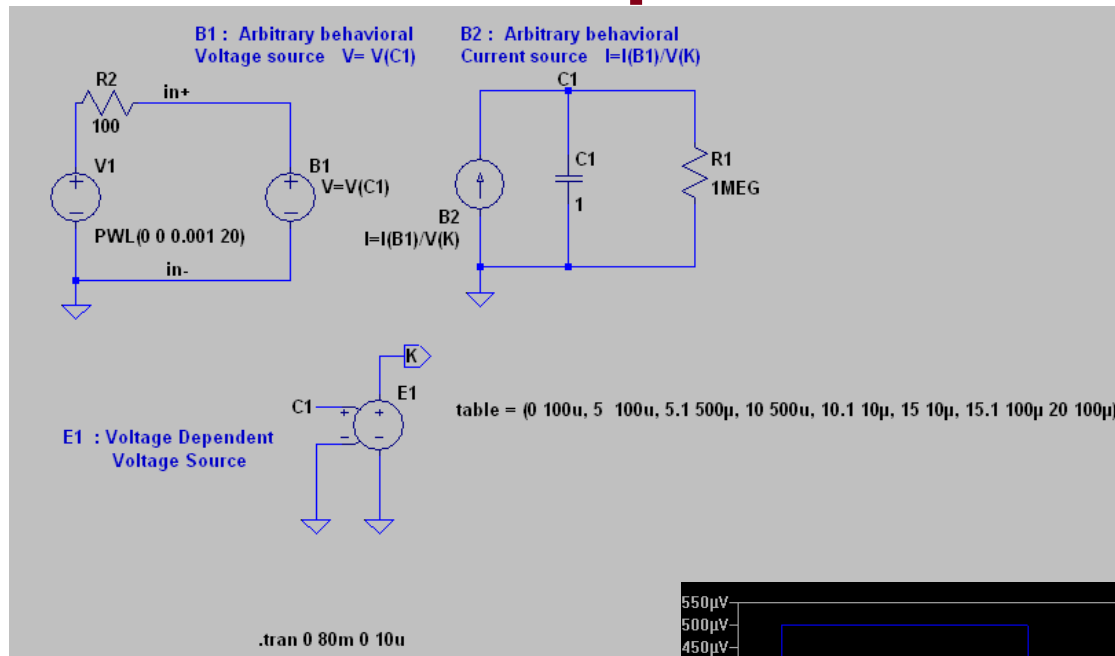 B1 : Arbitrary behavioral
Voltage source V= V(C1)
B2 : Arbitrary behavioral
Current source I=I(B1)/V(K)
R2
in+
100
V1
PWL(0 0 0.001 20)
in-
B1
V=V(C1)
C1
B2
I=I(B1)/V(K)
C1
1
R1
1MEG
K
E1
C1
E1 : Voltage Dependent
Voltage Source
table = (0 100u, 5 100u, 5.1 500µ, 10 500u, 10.1 10µ, 15 10µ, 15.1 100µ 20 100µ)
.tran 0 80m 0 10u
550µV
500µV
450µV